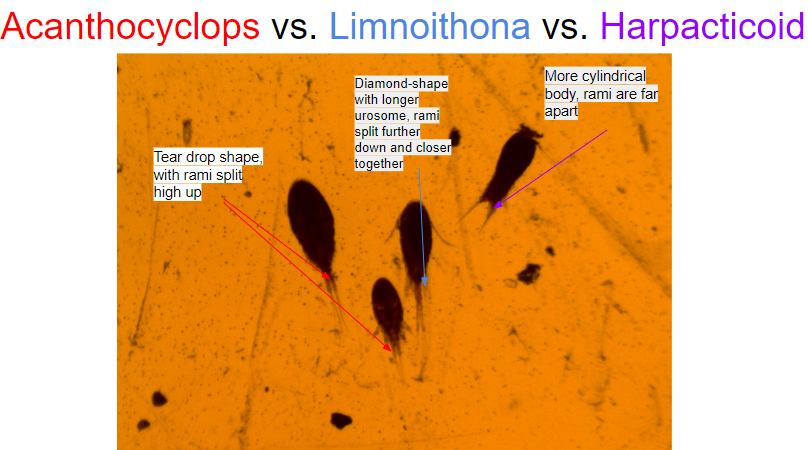 Acanthocyclops vs. Limnoithona vs. Harpacticoid
Diamond-shape
with longer
urosome, rami
split further
down and closer
together
More cylindrical
body, rami are far
apart
Tear drop shape,
with rami split
high up